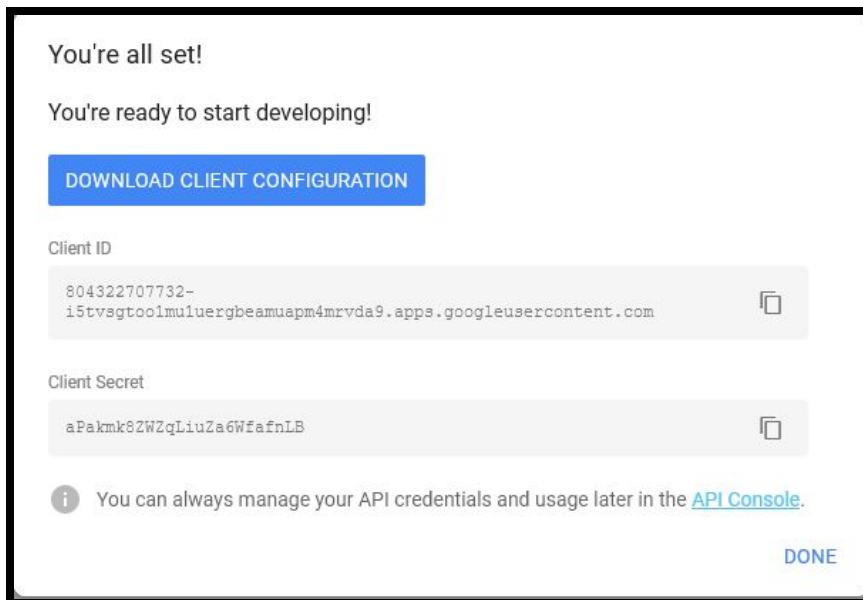 You're all set!
You're ready to start developing!
DOWNLOAD CLIENT CONFIGURATION
Client ID
804322707732-
i5tvsgtoo1mu1uergbeamuapm4mrvda9.apps.googleusercontent.com
Client Secret
aPakmk8ZWZqLiuZa6WfafnLB
You can always manage your API credentials and usage later in the API Console.
DONE